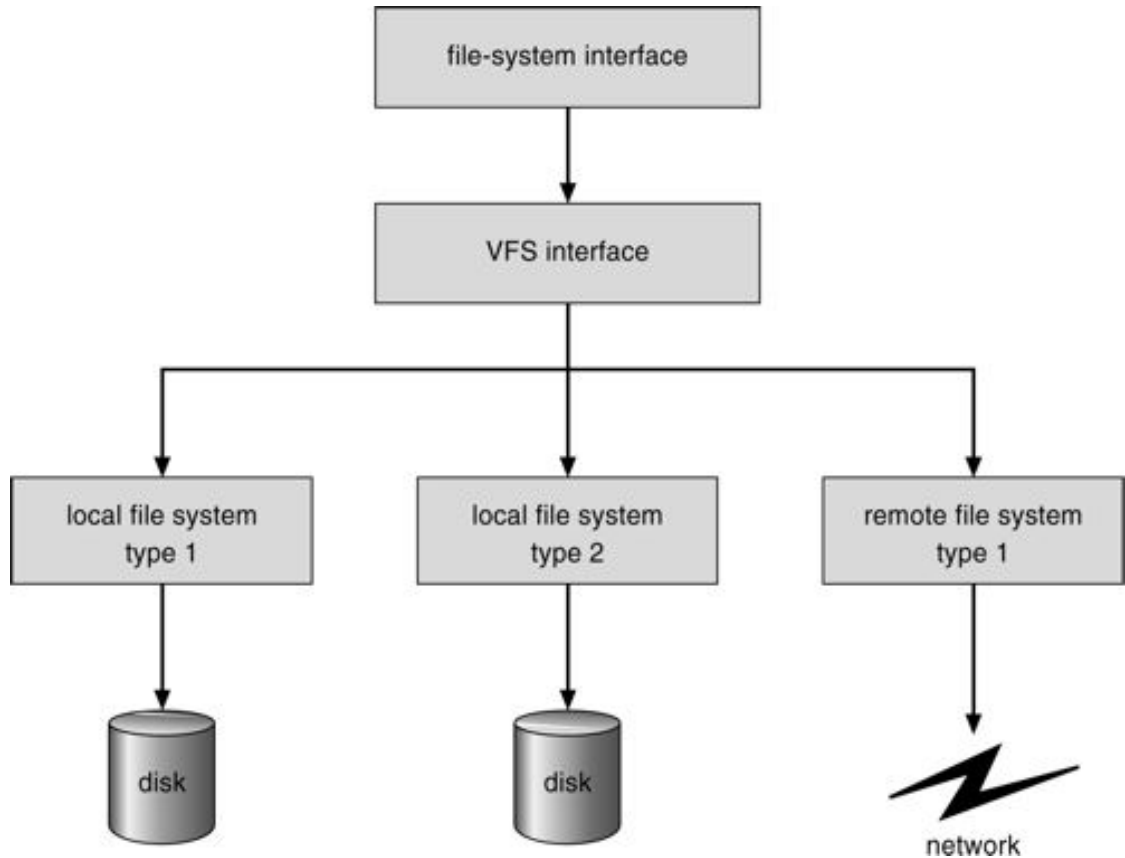 file-system interface
VFS interface
local file system
type 1
local file system
type 2
remote file system
type 1
disk
disk
network